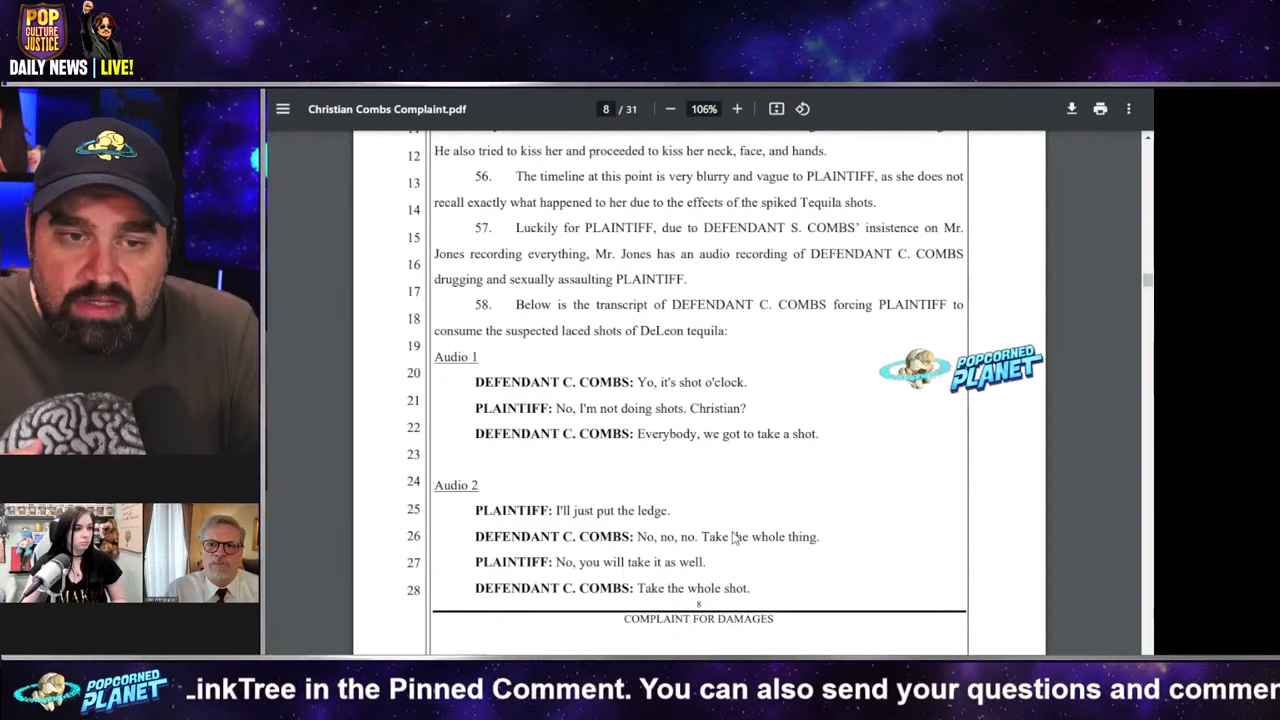 POP
CULTURE
JUSTICE
DAILY NEWS | LIVE!
Christian Combs Complaint.pdf
8 / 31
106%
12
He also tried to kiss her and proceeded to kiss her neck, face, and hands.
13
56. The timeline at this point is very blurry and vague to PLAINTIFF, as she does not
14
recall exactly what happened to her due to the effects of the spiked Tequila shots.
15
57. Luckily for PLAINTIFF, due to DEFENDANT S. COMBS’ insistence on Mr.
16
Jones recording everything, Mr. Jones has an audio recording of DEFENDANT C. COMBS
17
drugging and sexually assaulting PLAINTIFF.
18
58. Below is the transcript of DEFENDANT C. COMBS forcing PLAINTIFF to
19
consume the suspected laced shots of DeLeon tequila:
Audio 1
20
DEFENDANT C. COMBS: Yo, it's shot o'clock.
21
PLAINTIFF: No, I'm not doing shots. Christian?
22
DEFENDANT C. COMBS: Everybody, we got to take a shot.
23
24
Audio 2
25
PLAINTIFF: I'll just put the ledge.
26
DEFENDANT C. COMBS: No, no, no. Take the whole thing.
27
PLAINTIFF: No, you will take it as well.
28
DEFENDANT C. COMBS: Take the whole shot.
8
COMPLAINT FOR DAMAGES
POPCORNED
PLANET
POPCORNED
PLANET
inkTree in the Pinned Comment. You can also send your questions and commer